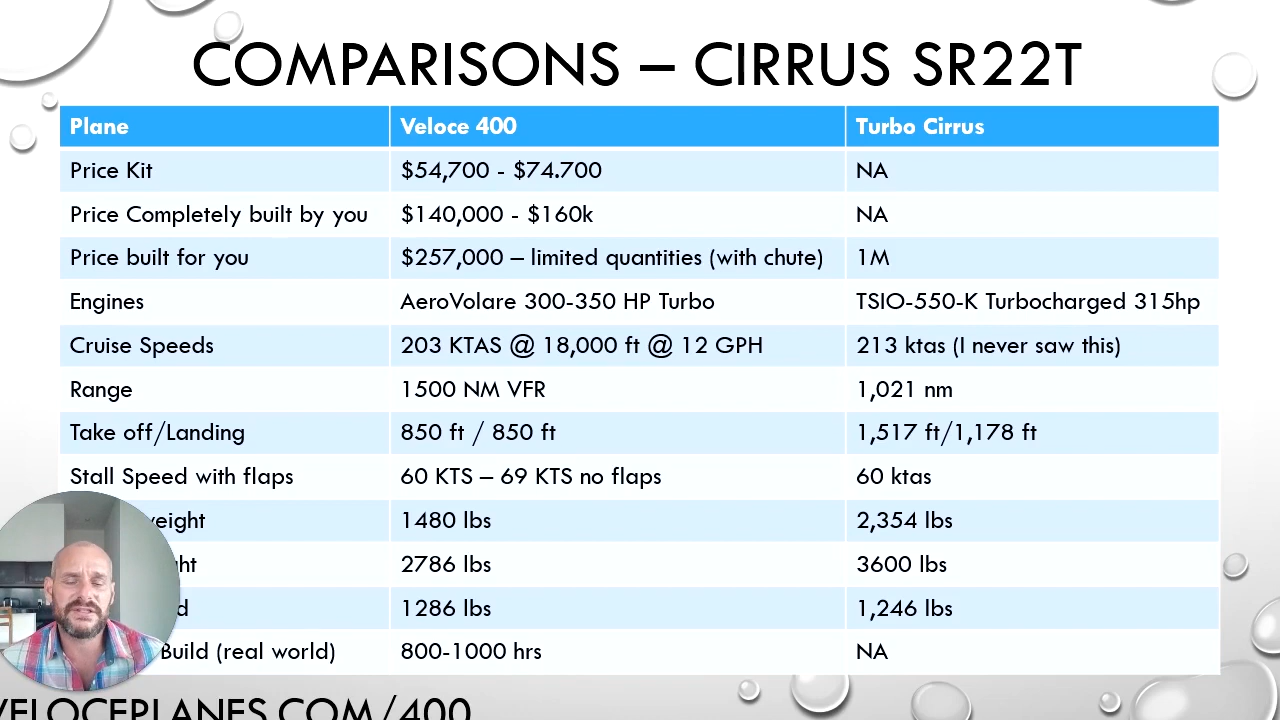 COMPARISONS – CIRRUS SR22T
Plane Veloce 400 Turbo Cirrus
Price Kit $54,700 - $74.700 NA
Price Completely built by you $140,000 - $160k NA
Price built for you $257,000 – limited quantities (with chute) 1M
Engines AeroVolare 300-350 HP Turbo TSIO-550-K Turbocharged 315hp
Cruise Speeds 203 KTAS @ 18,000 ft @ 12 GPH 213 ktas (I never saw this)
Range 1500 NM VFR 1,021 nm
Take off/Landing 850 ft / 850 ft 1,517 ft/1,178 ft
Stall Speed with flaps 60 KTS – 69 KTS no flaps 60 ktas
1480 lbs 2,354 lbs
2786 lbs 3600 lbs
1286 lbs 1,246 lbs
Build (real world) 800-1000 hrs NA
VELOCEPLANES.COM/400